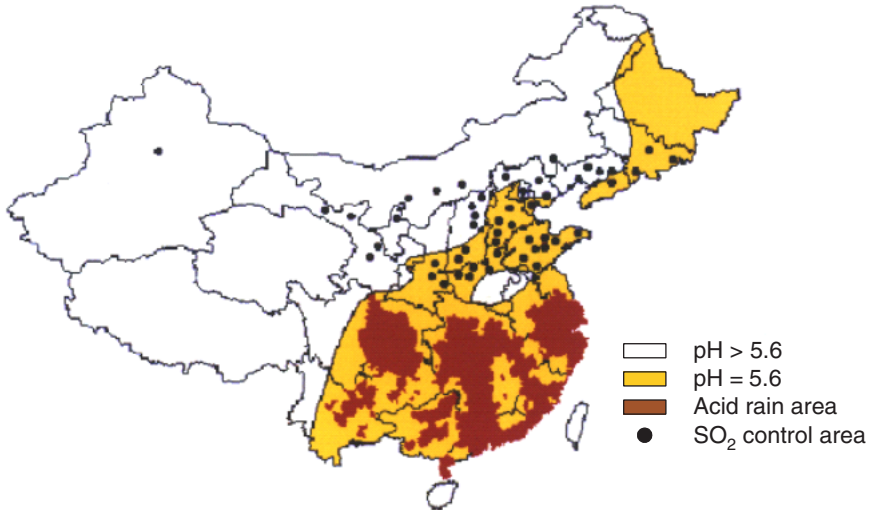 pH > 5.6
pH = 5.6
Acid rain area
SO₂ control area